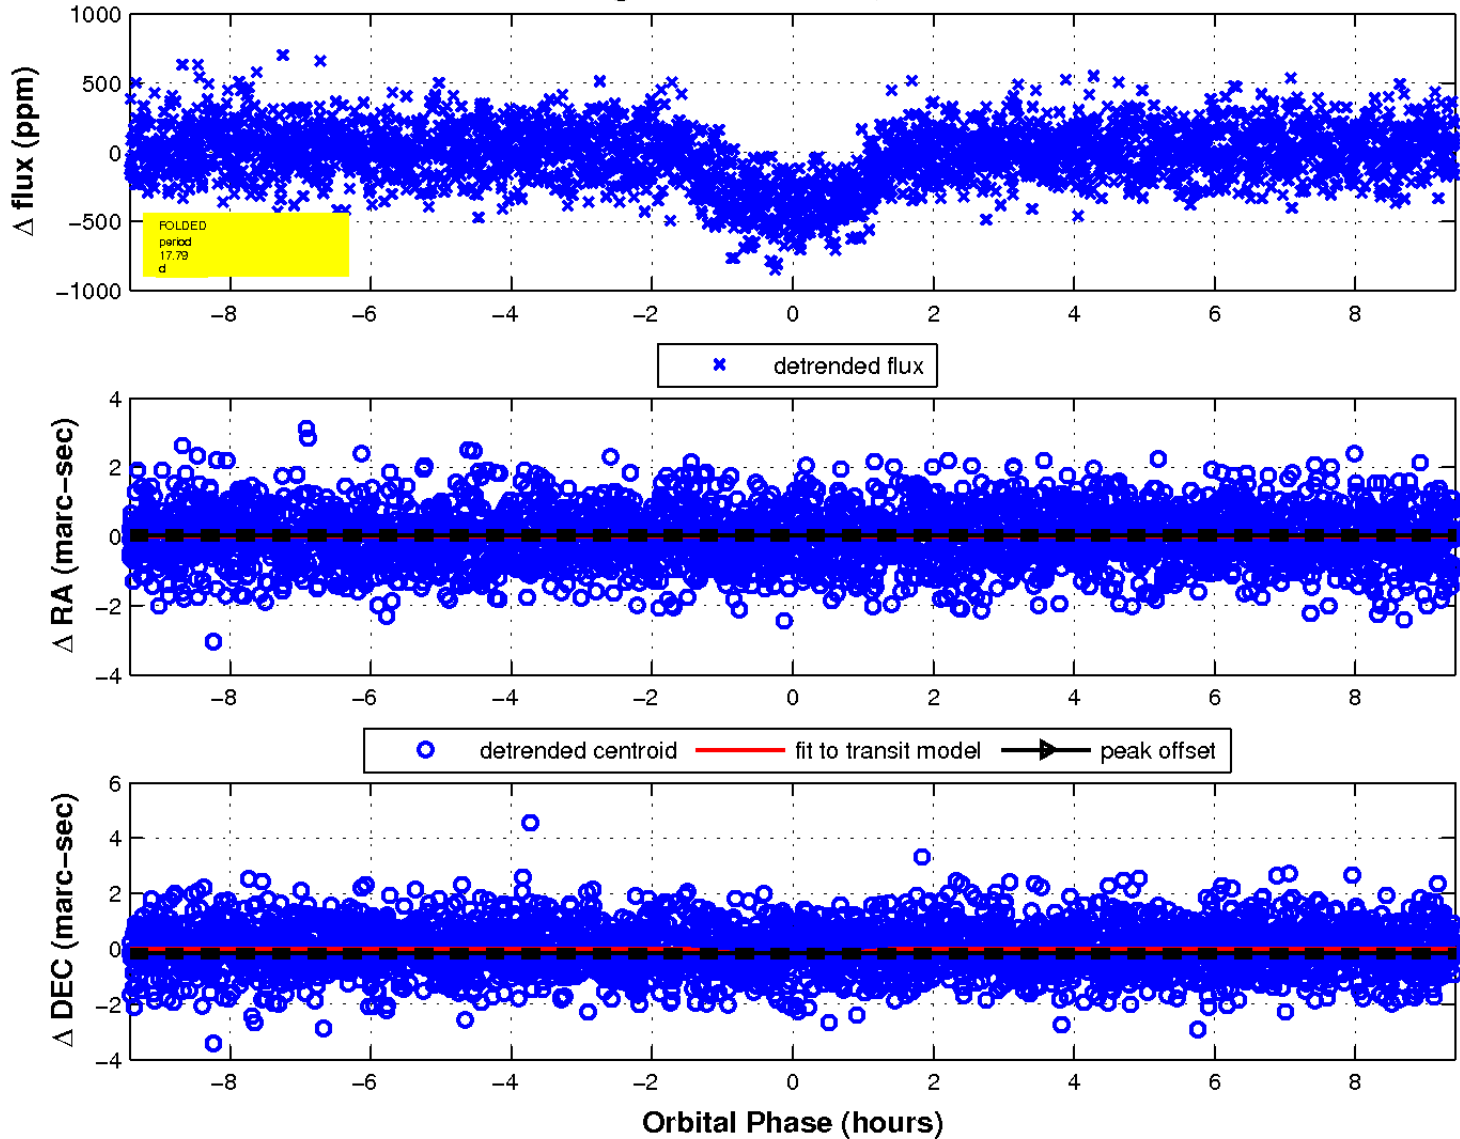 1000
500
0
−500
−1000
Δ flux (ppm)
FOLDED
period
17.79
d
−8 −6 −4 −2 0 2 4 6 8
detrended flux
4
2
0
−2
−4
Δ RA (marc−sec)
−8 −6 −4 −2 0 2 4 6 8
detrended centroid fit to transit model peak offset
6
4
2
0
−2
−4
Δ DEC (marc−sec)
−8 −6 −4 −2 0 2 4 6 8
Orbital Phase (hours)